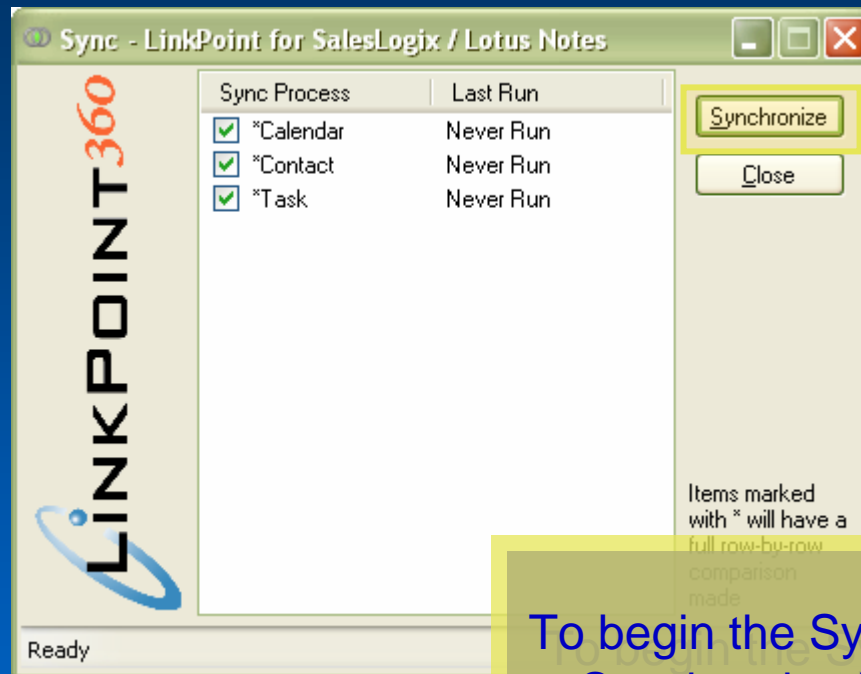 Sync - LinkPoint for SalesLogix / Lotus Notes
LINKPOINT360
Sync Process Last Run
*Calendar Never Run
*Contact Never Run
*Task Never Run
Synchronize
Close
Items marked
with * will have a
full row-by-row
comparison
made
Ready
To begin the Sy